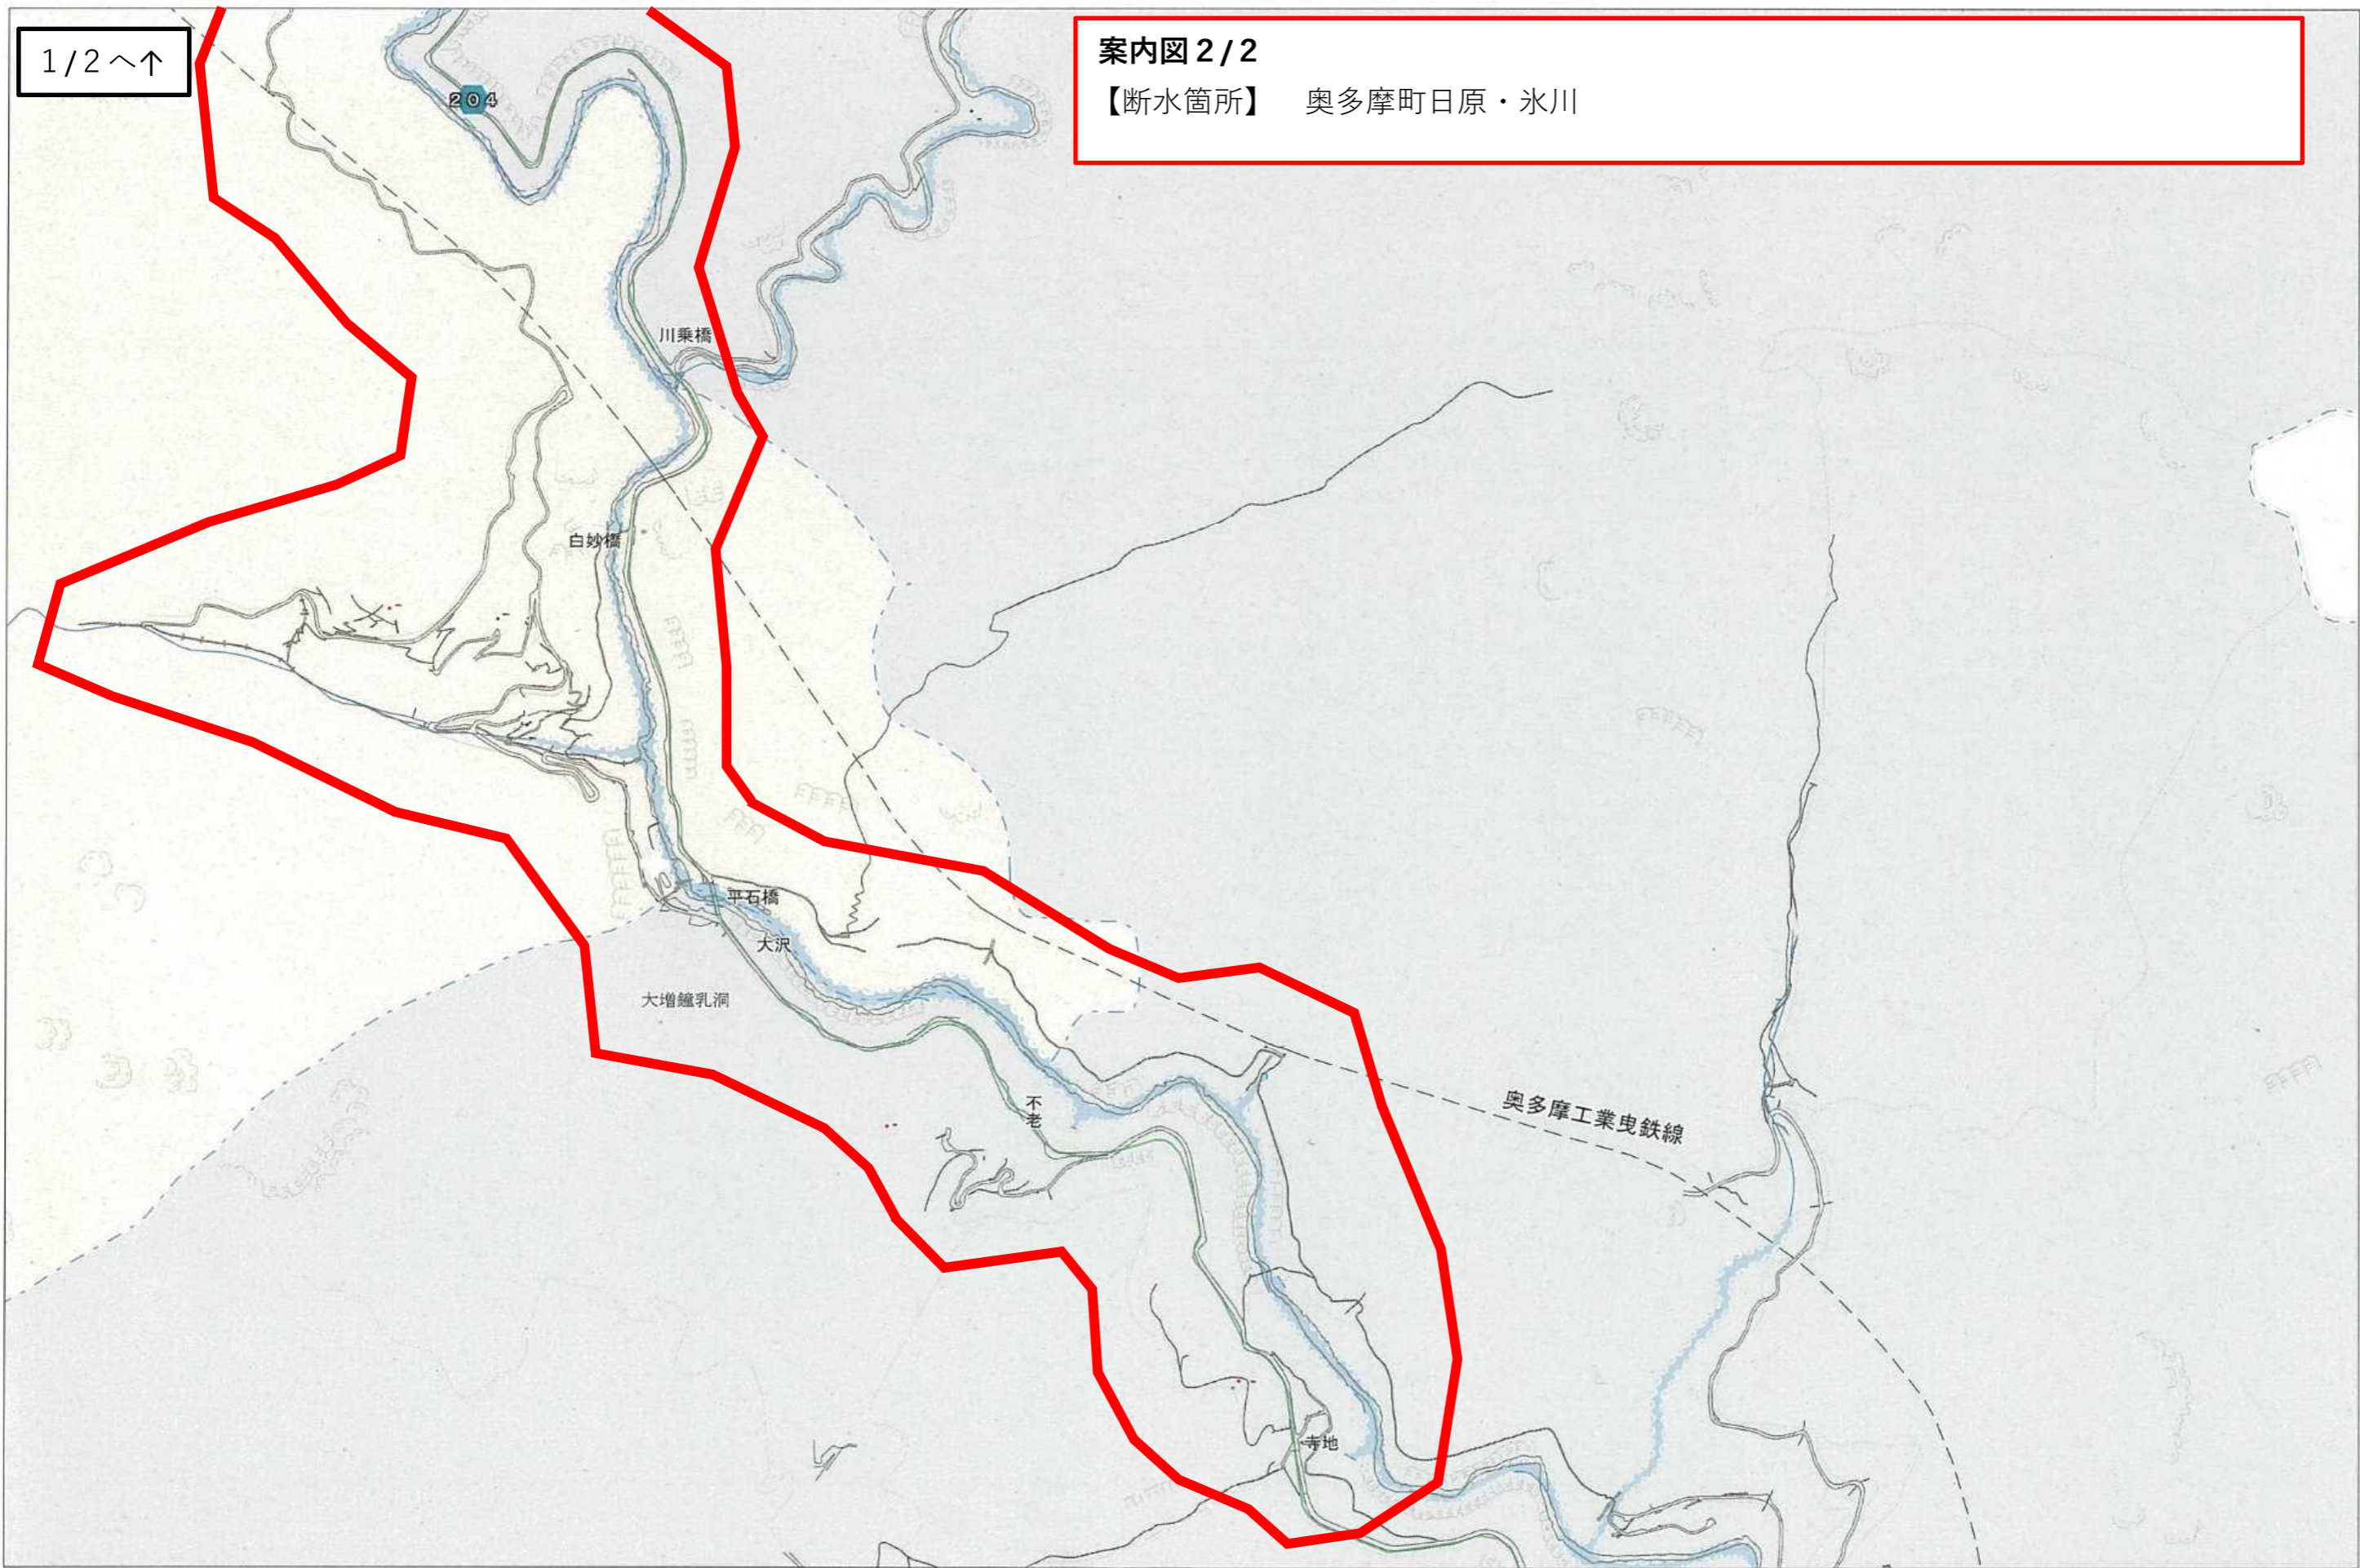 1/2へ↑
案内図2/2
【断水箇所】 奥多摩町日原・氷川
204
川乗橋
白妙橋
平石橋
大沢
大増鐘乳洞
不老
奥多摩工業曳鉄線
寺地